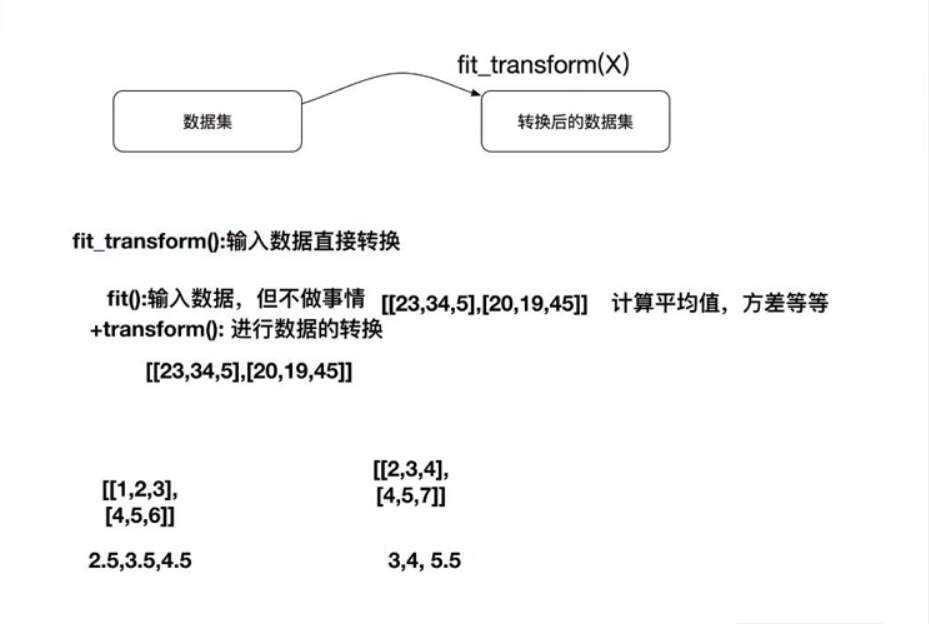 fit_transform(X)
数据集
转换后的数据集
fit_transform():输入数据直接转换
fit():输入数据，但不做事情 [[23,34,5],[20,19,45]] 计算平均值，方差等等
+transform(): 进行数据的转换
[[23,34,5],[20,19,45]]
[[1,2,3],
[4,5,6]]
2.5,3.5,4.5
[[2,3,4],
[4,5,7]]
3,4, 5.5